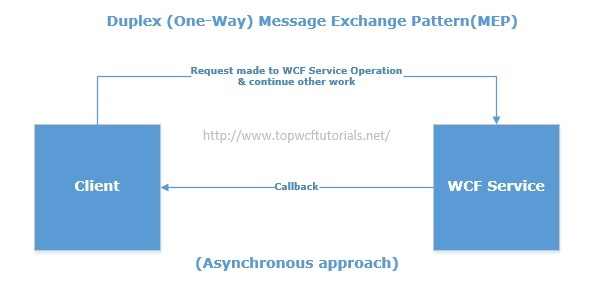 Duplex (One-Way) Message Exchange Pattern(MEP)
Request made to WCF Service Operation
& continue other work
http://www.topwcftutorials.net/
Client
Callback
WCF Service
(Asynchronous approach)